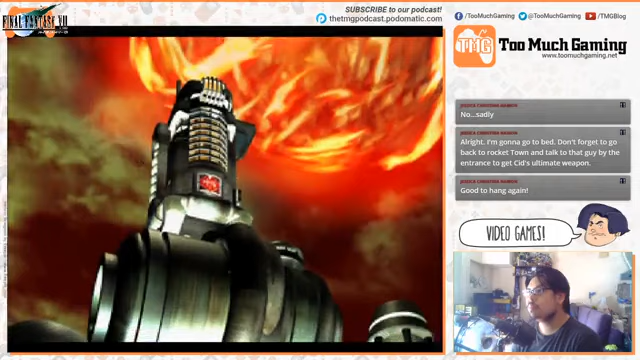 FINAL FANTASY VII
SUBSCRIBE to our podcast!
thetmgpodcast.podomatic.com
/TooMuchGaming
@TooMuchGaming
/TMGBlog
TMG
TOO MUCH GAMING
www.toomuchgaming.net
No...sadly
Alright. I'm gonna go to bed. Don't forget to go
back to rocket Town and talk to that guy by the
entrance to get Cid's ultimate weapon.
Good to hang again!
VIDEO GAMES!